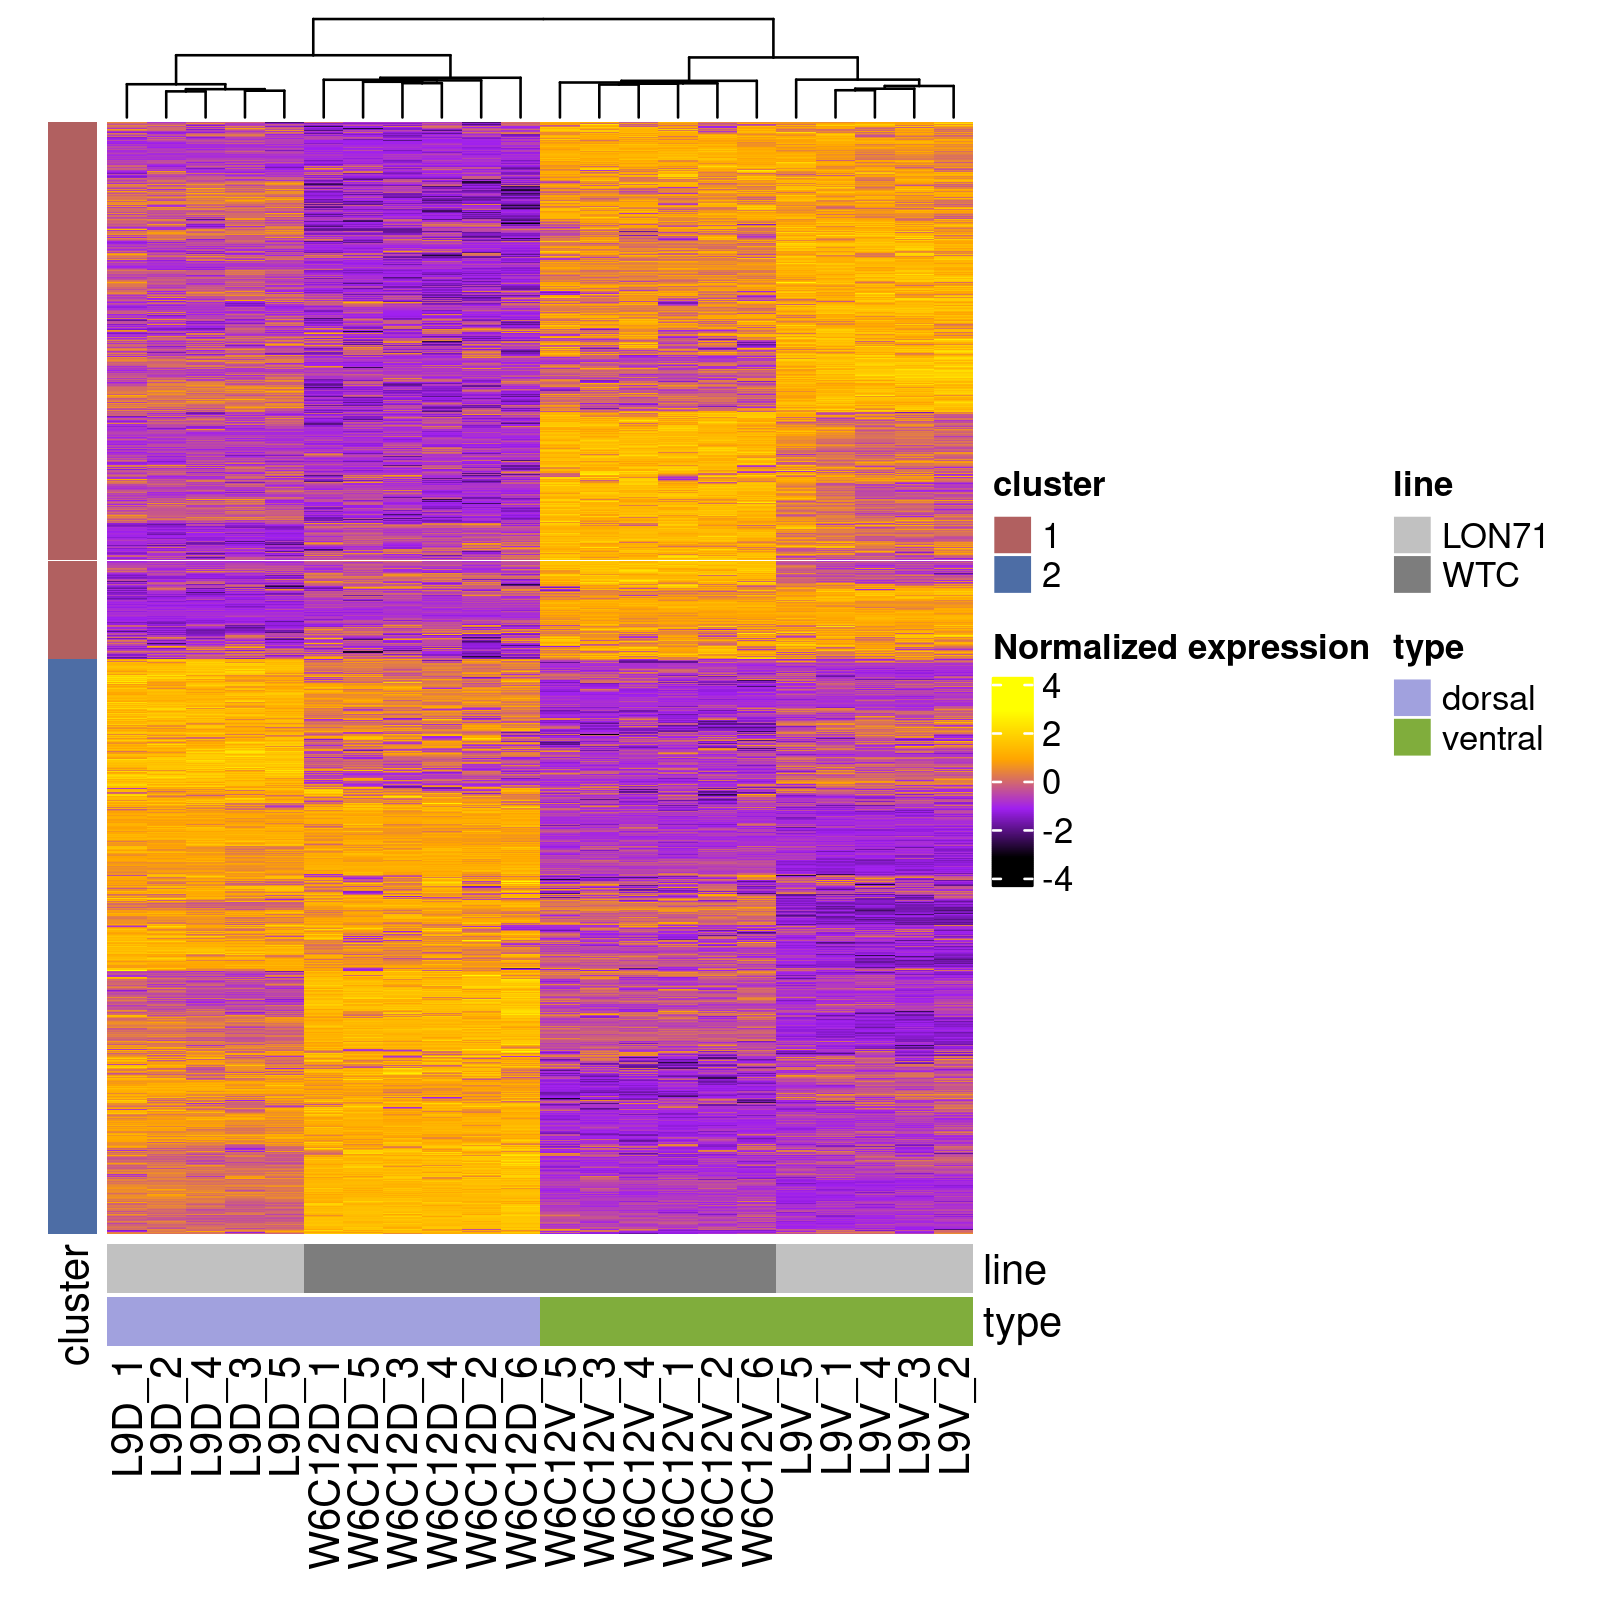 cluster
1
2
line
LON71
WTC
Normalized expression
4
2
0
-2
-4
type
dorsal
ventral
cluster
line
type
L9D_1
L9D_2
L9D_4
L9D_3
L9D_5
W6C12D_1
W6C12D_5
W6C12D_3
W6C12D_4
W6C12D_2
W6C12D_6
W6C12V_5
W6C12V_3
W6C12V_4
W6C12V_1
W6C12V_2
W6C12V_6
L9V_5
L9V_1
L9V_4
L9V_3
L9V_2